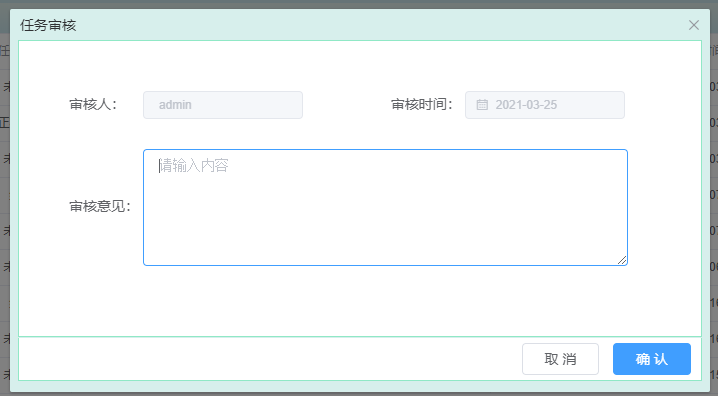 任务审核
审核人： admin 审核时间： 2021-03-25
请输入内容
审核意见：
取 消 确 认